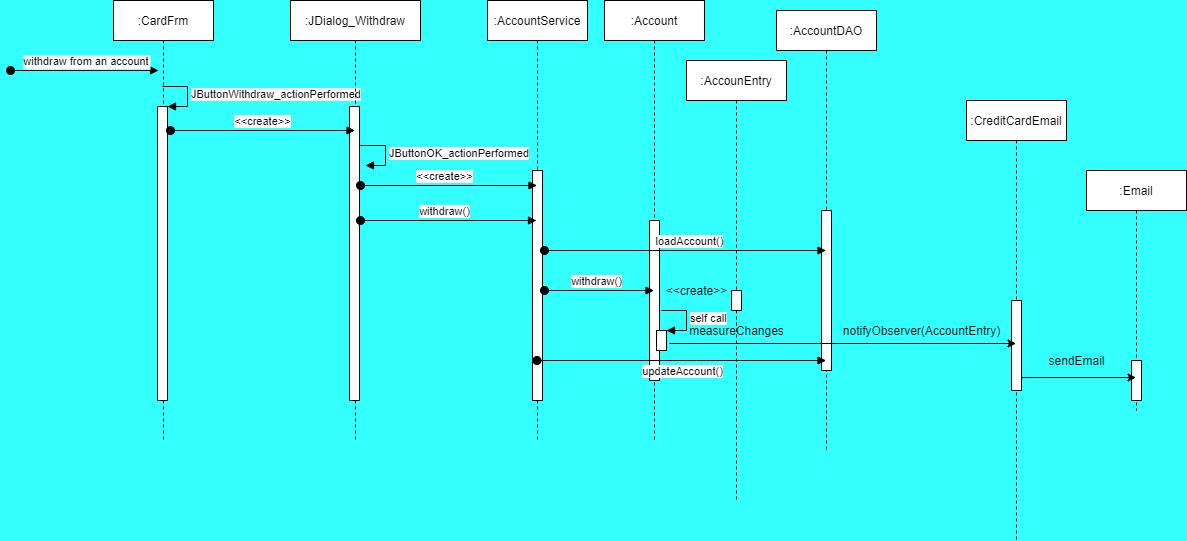 :CardFrm
:JDialog_Withdraw
:AccountService
:Account
:AccountDAO
withdraw from an account
:AccounEntry
JButtonWithdraw_actionPerformed
<<create>>
:CreditCardEmail
JButtonOK_actionPerformed
<<create>>
:Email
withdraw()
loadAccount()
withdraw()
<<create>>
self call
measureChanges
notifyObserver(AccountEntry)
sendEmail
updateAccount()